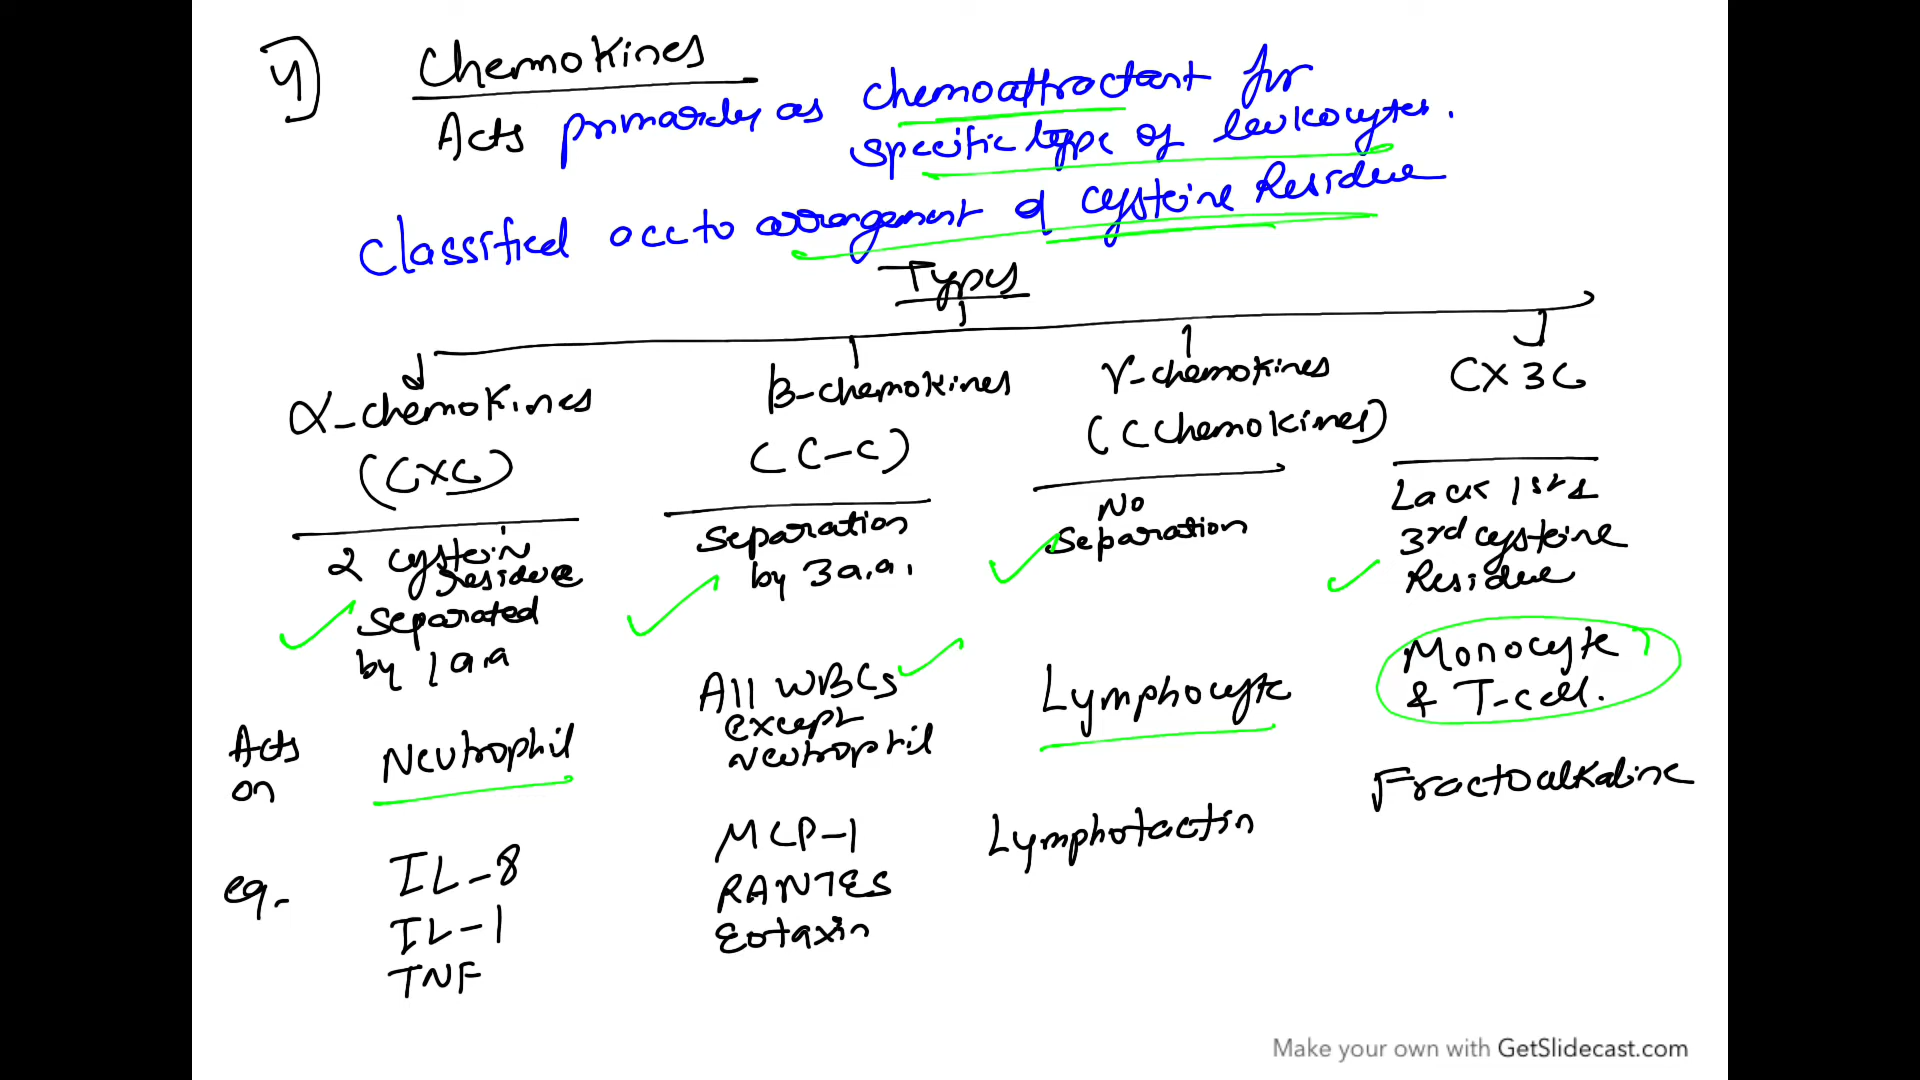 4)
Chemokines
Acts primarily as chemoattractant for
specific type of leukocytes.
Classified acc to arrangement of cysteine Residue
Types
α-chemokines
(CXC)
2 cystein
residue
separated
by 1 a.a
β-chemokines
(C-C)
Separation
by 3 a.a.
γ-chemokines
(C chemokines)
No
Separation
CX3C
Lack 1st &
3rd cysteine
Residue
Acts
on
Neutrophil
All WBCs
except
Neutrophil
Lymphocyte
Monocyte
& T-cell.
eg.
IL-8
IL-1
TNF
MCP-1
RANTES
Eotaxin
Lymphotactin
Fractoalkaline
Make your own with GetSlidecast.com